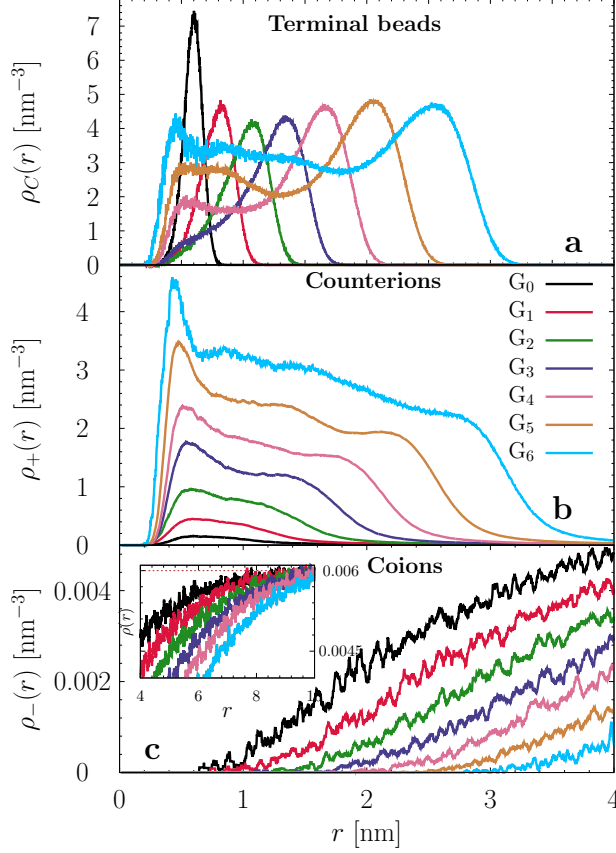 Terminal beads
ρ_C(r) [nm⁻³]
7
6
5
4
3
2
1
0
a
Counterions
ρ₊(r) [nm⁻³]
4
3
2
1
0
G₀
G₁
G₂
G₃
G₄
G₅
G₆
b
Coions
ρ₋(r) [nm⁻³]
0.004
0.002
0
ρ(r)
0.006
0.0045
4 6 8 10
r
c
0 1 2 3 4
r [nm]